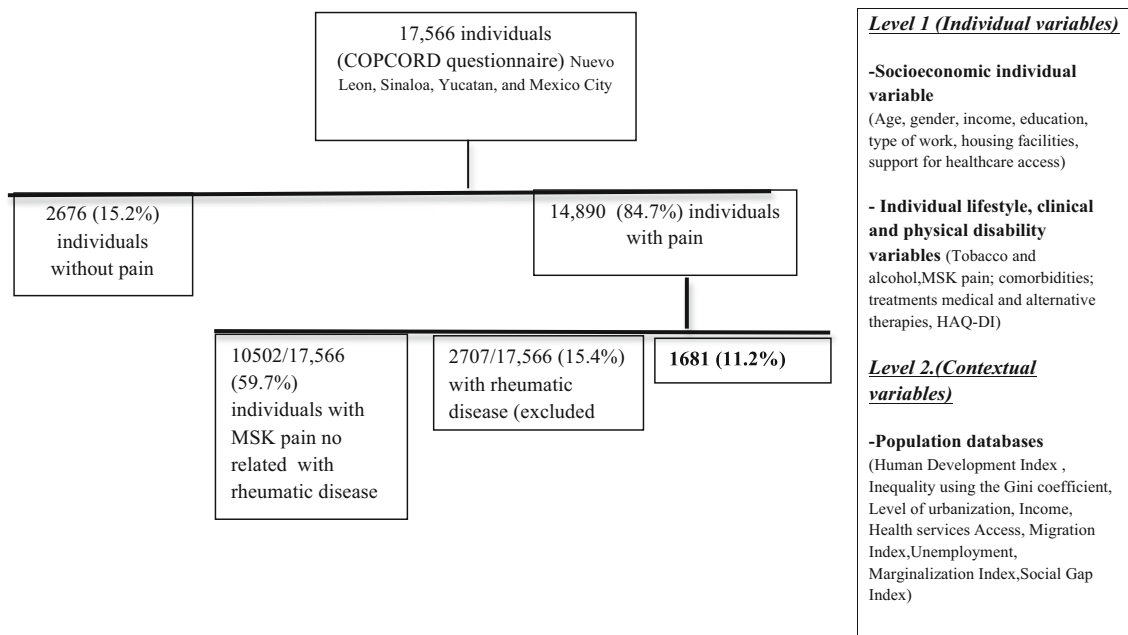 17,566 individuals
(COPCORD questionnaire) Nuevo
Leon, Sinaloa, Yucatan, and Mexico City
2676 (15.2%)
individuals
without pain
14,890 (84.7%) individuals
with pain
10502/17,566
(59.7%)
individuals with
MSK pain no
related with
rheumatic disease
2707/17,566 (15.4%)
with rheumatic
disease (excluded
1681 (11.2%)
Level 1 (Individual variables)
-Socioeconomic individual
variable
(Age, gender, income, education,
type of work, housing facilities,
support for healthcare access)
- Individual lifestyle, clinical
and physical disability
variables (Tobacco and
alcohol,MSK pain; comorbidities;
treatments medical and alternative
therapies, HAQ-DI)
Level 2.(Contextual
variables)
-Population databases
(Human Development Index ,
Inequality using the Gini coefficient,
Level of urbanization, Income,
Health services Access, Migration
Index,Unemployment,
Marginalization Index,Social Gap
Index)